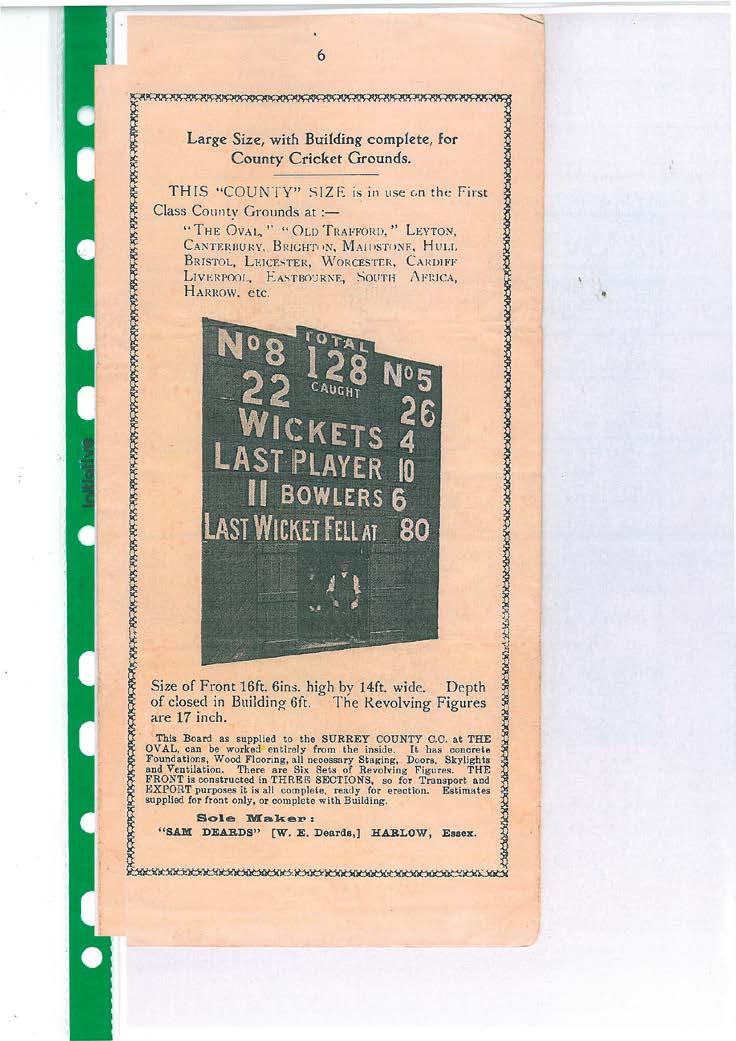 6
Large Size, with Building complete, for
County Cricket Grounds.
THIS "COUNTY" SIZE is in use on the First
Class County Grounds at :—
"THE OVAL," "OLD TRAFFORD," LEYTON,
CANTERBURY, BRIGHTON, MAIDSTONE, HULL
BRISTOL, LEICESTER, WORCESTER, CARDIFF
LIVERPOOL, EASTBOURNE, SOUTH AFRICA,
HARROW, etc.
TOTAL
No 8 128 No 5
22 CAUGHT 26
WICKETS 4
LAST PLAYER 10
11 BOWLERS 6
LAST WICKET FELL AT 80
Size of Front 16ft. 6ins. high by 14ft. wide. Depth
of closed in Building 6ft. The Revolving Figures
are 17 inch.
This Board as supplied to the SURREY COUNTY C.C. at THE
OVAL, can be worked entirely from the inside. It has concrete
Foundations, Wood Flooring, all necessary Staging, Doors, Skylights
and Ventilation. There are Six Sets of Revolving Figures. THE
FRONT is constructed in THREE SECTIONS, so for Transport and
EXPORT purposes it is all complete, ready for erection. Estimates
supplied for front only, or complete with Building.
Sole Maker:
"SAM DEARDS" [W. E. Deards,] HARLOW, Essex.
Initiative